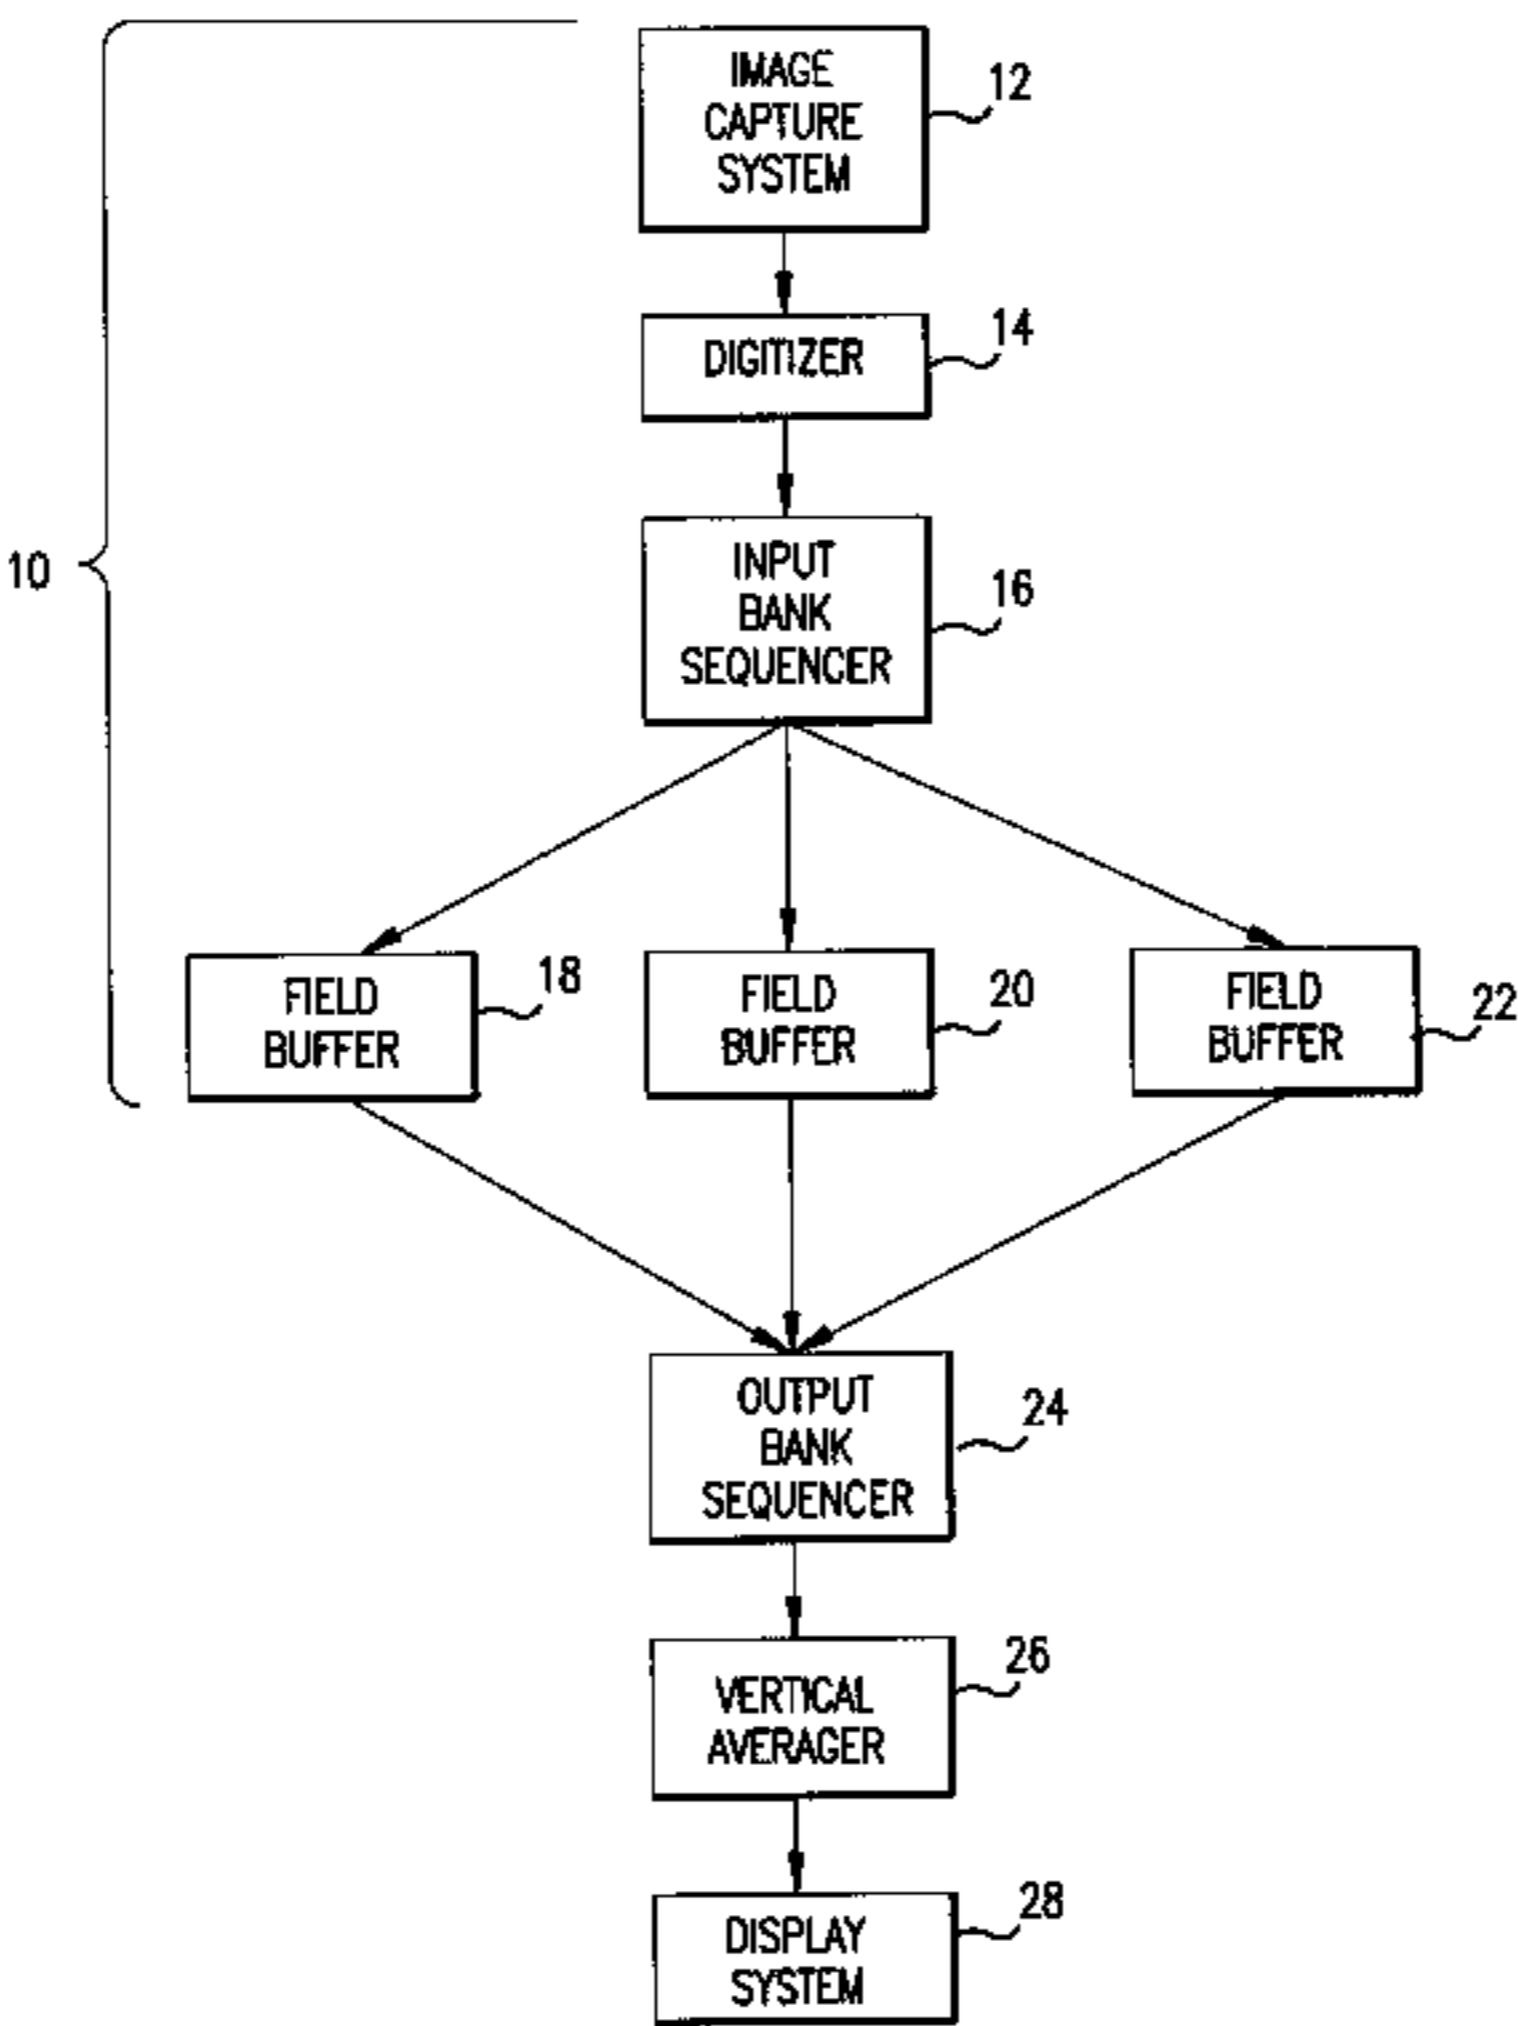 IMAGE
CAPTURE
SYSTEM
12
DIGITIZER
14
10
INPUT
BANK
SEQUENCER
16
FIELD
BUFFER
18
FIELD
BUFFER
20
FIELD
BUFFER
22
OUTPUT
BANK
SEQUENCER
24
VERTICAL
AVERAGER
26
DISPLAY
SYSTEM
28